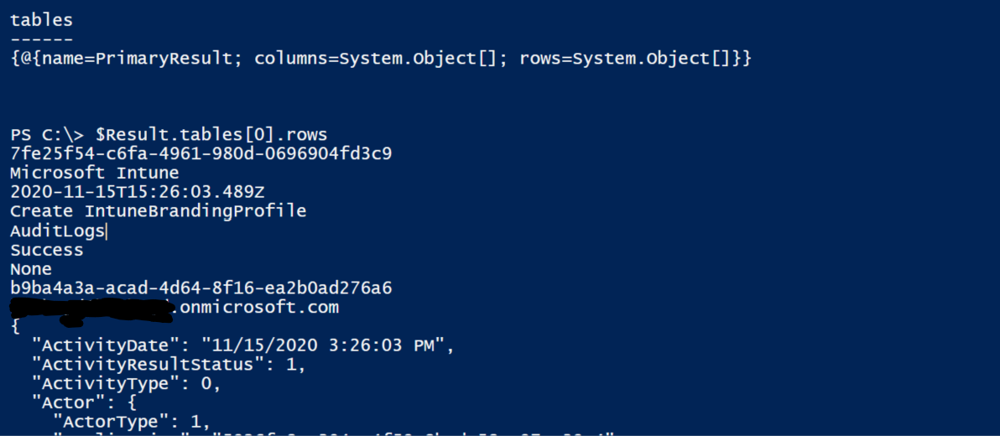 tables
------
{@{name=PrimaryResult; columns=System.Object[]; rows=System.Object[]}}
PS C:\> $Result.tables[0].rows
7fe25f54-c6fa-4961-980d-0696904fd3c9
Microsoft Intune
2020-11-15T15:26:03.489Z
Create IntuneBrandingProfile
AuditLogs
Success
None
b9ba4a3a-acad-4d64-8f16-ea2b0ad276a6
.onmicrosoft.com
{
  "ActivityDate": "11/15/2020 3:26:03 PM",
  "ActivityResultStatus": 1,
  "ActivityType": 0,
  "Actor": {
    "ActorType": 1,